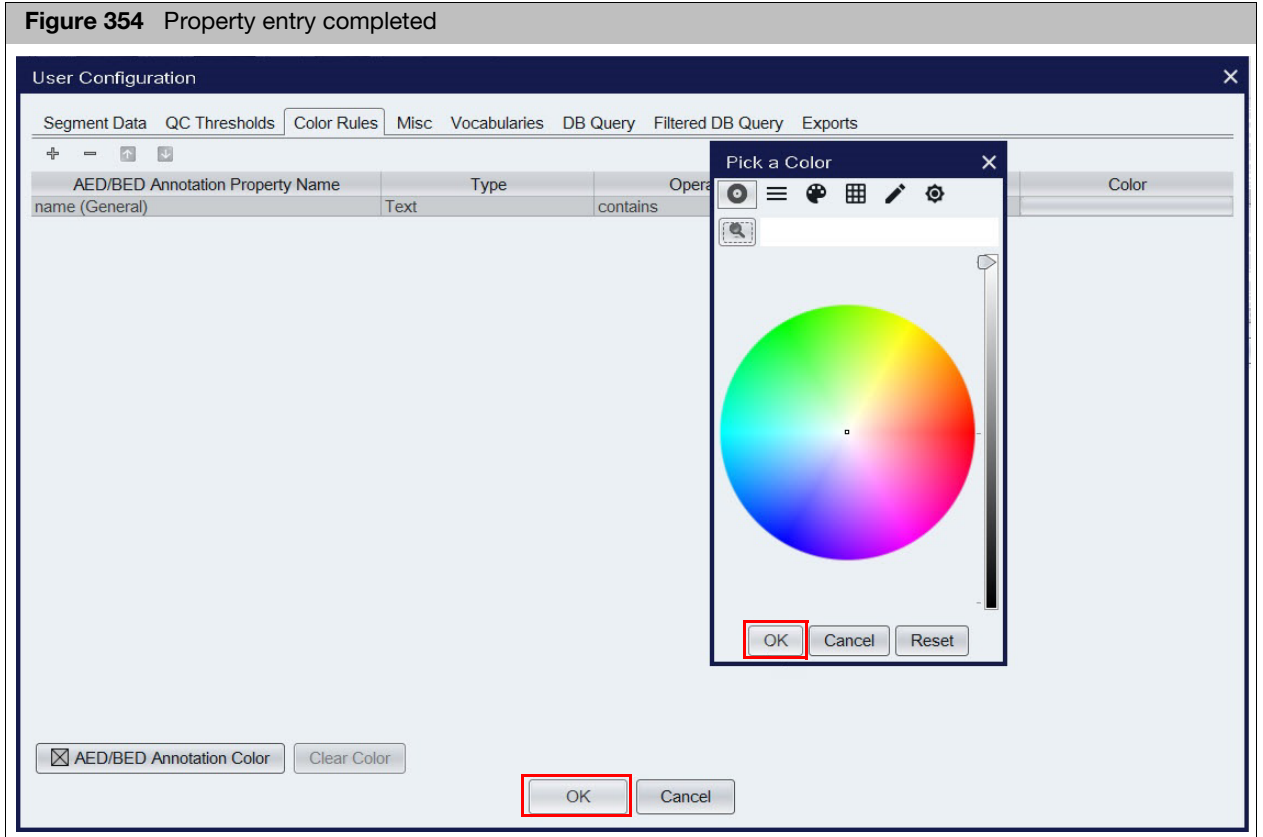 Figure 354 Property entry completed
User Configuration
Segment Data QC Thresholds Color Rules Misc Vocabularies DB Query Filtered DB Query Exports
Pick a Color
AED/BED Annotation Property Name Type Opera Color
name (General) Text contains
OK Cancel Reset
AED/BED Annotation Color Clear Color
OK Cancel